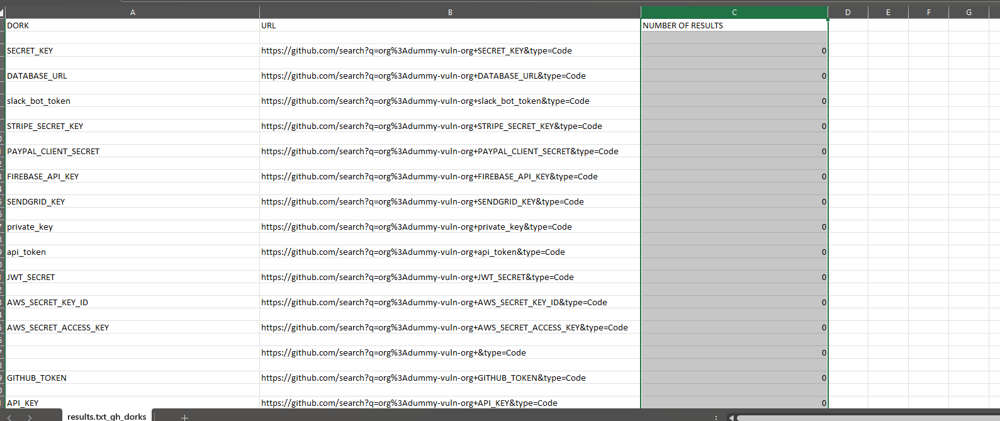 A B C D E F G
DORK URL NUMBER OF RESULTS
SECRET_KEY https://github.com/search?q=org%3Adummy-vuln-org+SECRET_KEY&type=Code 0
DATABASE_URL https://github.com/search?q=org%3Adummy-vuln-org+DATABASE_URL&type=Code 0
slack_bot_token https://github.com/search?q=org%3Adummy-vuln-org+slack_bot_token&type=Code 0
STRIPE_SECRET_KEY https://github.com/search?q=org%3Adummy-vuln-org+STRIPE_SECRET_KEY&type=Code 0
PAYPAL_CLIENT_SECRET https://github.com/search?q=org%3Adummy-vuln-org+PAYPAL_CLIENT_SECRET&type=Code 0
FIREBASE_API_KEY https://github.com/search?q=org%3Adummy-vuln-org+FIREBASE_API_KEY&type=Code 0
SENDGRID_KEY https://github.com/search?q=org%3Adummy-vuln-org+SENDGRID_KEY&type=Code 0
private_key https://github.com/search?q=org%3Adummy-vuln-org+private_key&type=Code 0
api_token https://github.com/search?q=org%3Adummy-vuln-org+api_token&type=Code 0
JWT_SECRET https://github.com/search?q=org%3Adummy-vuln-org+JWT_SECRET&type=Code 0
AWS_SECRET_KEY_ID https://github.com/search?q=org%3Adummy-vuln-org+AWS_SECRET_KEY_ID&type=Code 0
AWS_SECRET_ACCESS_KEY https://github.com/search?q=org%3Adummy-vuln-org+AWS_SECRET_ACCESS_KEY&type=Code 0
https://github.com/search?q=org%3Adummy-vuln-org+&type=Code 0
GITHUB_TOKEN https://github.com/search?q=org%3Adummy-vuln-org+GITHUB_TOKEN&type=Code 0
API_KEY https://github.com/search?q=org%3Adummy-vuln-org+API_KEY&type=Code 0
results.txt_gh_dorks